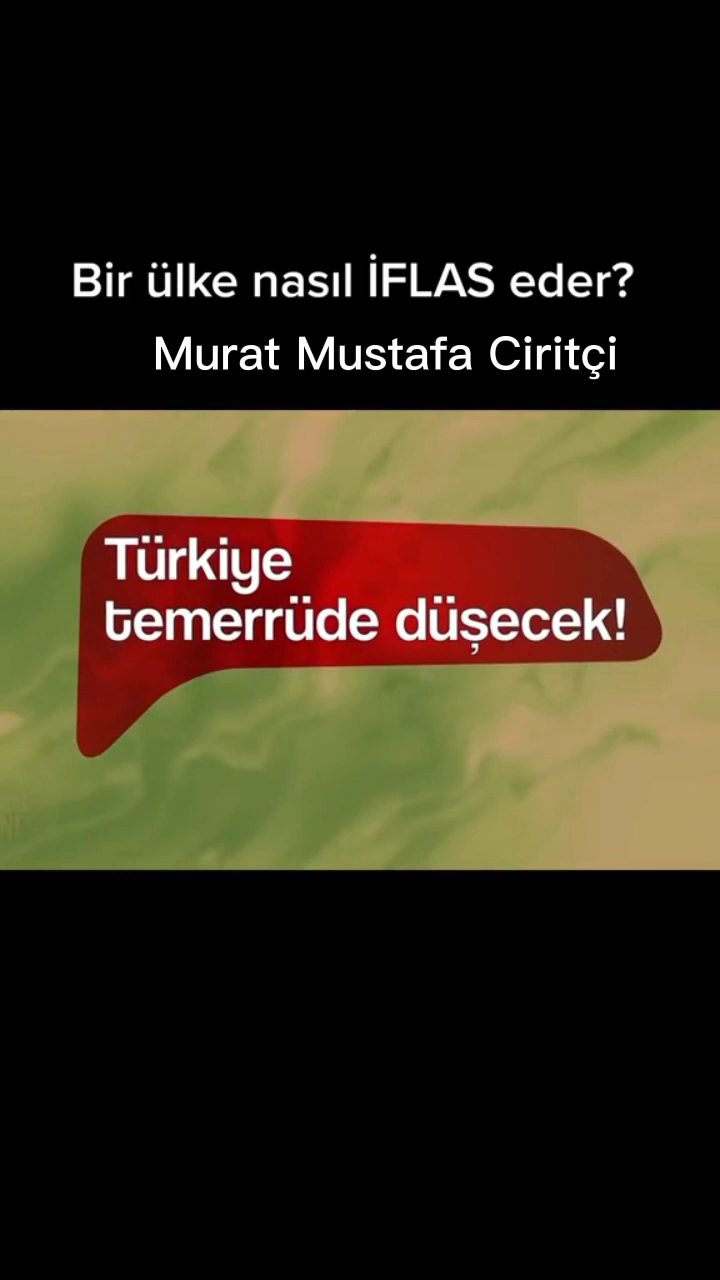 Bir ülke nasıl İFLAS eder?
Murat Mustafa Ciritçi
Türkiye
temerrüde düşecek!